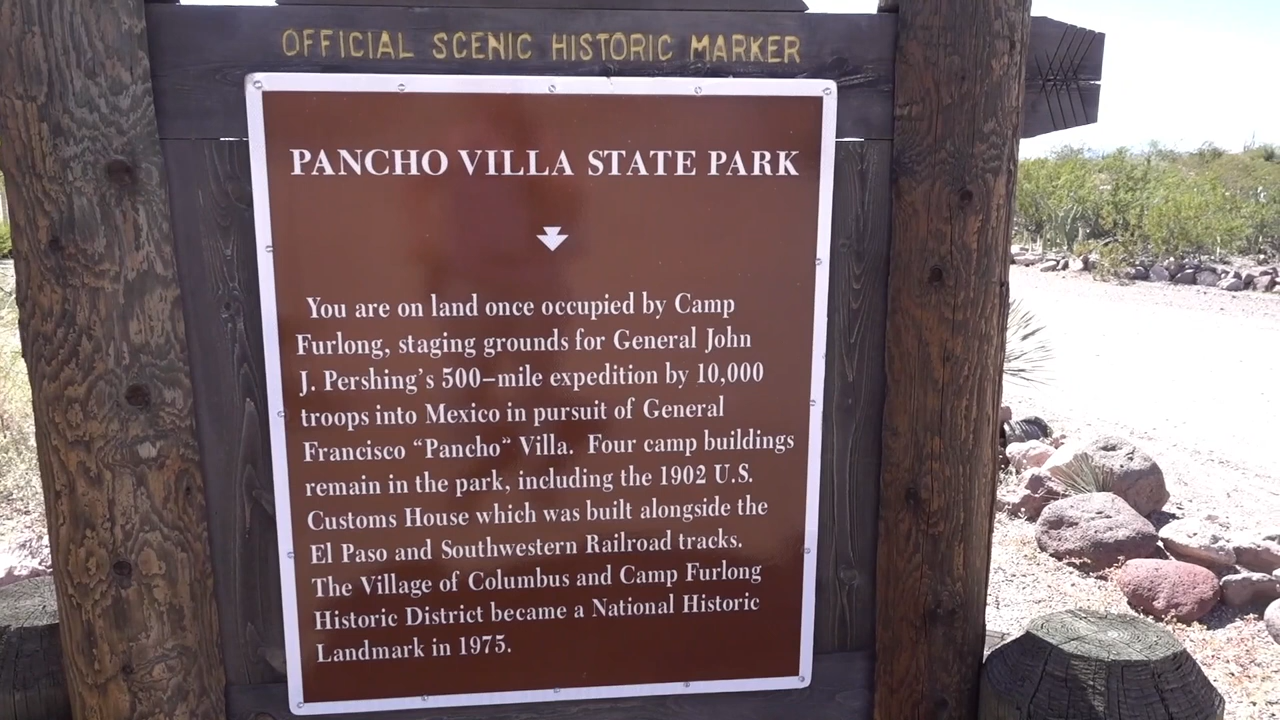 OFFICIAL SCENIC HISTORIC MARKER
PANCHO VILLA STATE PARK
You are on land once occupied by Camp
Furlong, staging grounds for General John
J. Pershing's 500-mile expedition by 10,000
troops into Mexico in pursuit of General
Francisco "Pancho" Villa. Four camp buildings
remain in the park, including the 1902 U.S.
Customs House which was built alongside the
El Paso and Southwestern Railroad tracks.
The Village of Columbus and Camp Furlong
Historic District became a National Historic
Landmark in 1975.